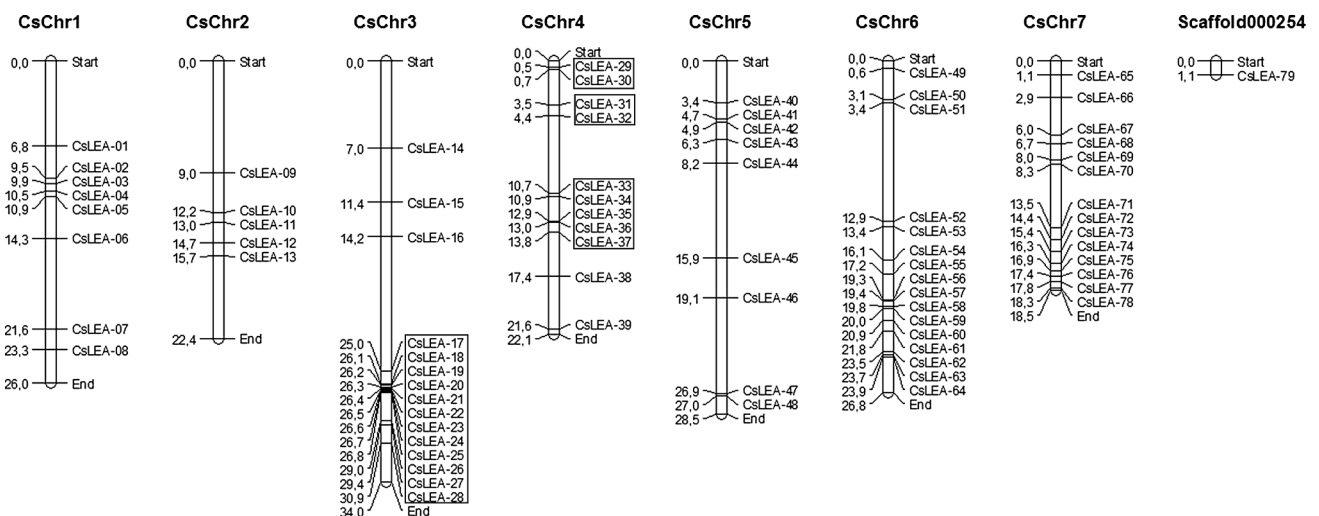 CsChr1
0,0 Start
6,8 CsLEA-01
9,5 CsLEA-02
9,9 CsLEA-03
10,5 CsLEA-04
10,9 CsLEA-05
14,3 CsLEA-06
21,6 CsLEA-07
23,3 CsLEA-08
26,0 End
CsChr2
0,0 Start
9,0 CsLEA-09
12,2 CsLEA-10
13,0 CsLEA-11
14,7 CsLEA-12
15,7 CsLEA-13
22,4 End
CsChr3
0,0 Start
7,0 CsLEA-14
11,4 CsLEA-15
14,2 CsLEA-16
25,0 CsLEA-17
26,1 CsLEA-18
26,2 CsLEA-19
26,3 CsLEA-20
26,4 CsLEA-21
26,5 CsLEA-22
26,6 CsLEA-23
26,7 CsLEA-24
26,8 CsLEA-25
29,0 CsLEA-26
29,4 CsLEA-27
30,9 CsLEA-28
34,0 End
CsChr4
0,0 Start
0,5 CsLEA-29
0,7 CsLEA-30
3,5 CsLEA-31
4,4 CsLEA-32
10,7 CsLEA-33
10,9 CsLEA-34
12,9 CsLEA-35
13,0 CsLEA-36
13,8 CsLEA-37
17,4 CsLEA-38
21,6 CsLEA-39
22,1 End
CsChr5
0,0 Start
3,4 CsLEA-40
4,7 CsLEA-41
4,9 CsLEA-42
6,3 CsLEA-43
8,2 CsLEA-44
15,9 CsLEA-45
19,1 CsLEA-46
26,9 CsLEA-47
27,0 CsLEA-48
28,5 End
CsChr6
0,0 Start
0,6 CsLEA-49
3,1 CsLEA-50
3,4 CsLEA-51
12,9 CsLEA-52
13,4 CsLEA-53
16,1 CsLEA-54
17,2 CsLEA-55
19,3 CsLEA-56
19,4 CsLEA-57
19,8 CsLEA-58
20,0 CsLEA-59
20,9 CsLEA-60
21,8 CsLEA-61
23,5 CsLEA-62
23,7 CsLEA-63
23,9 CsLEA-64
26,8 End
CsChr7
0,0 Start
1,1 CsLEA-65
2,9 CsLEA-66
6,0 CsLEA-67
6,7 CsLEA-68
8,0 CsLEA-69
8,3 CsLEA-70
13,5 CsLEA-71
14,4 CsLEA-72
15,4 CsLEA-73
16,3 CsLEA-74
16,9 CsLEA-75
17,4 CsLEA-76
17,8 CsLEA-77
18,3 CsLEA-78
18,5 End
Scaffold000254
0,0 Start
1,1 CsLEA-79